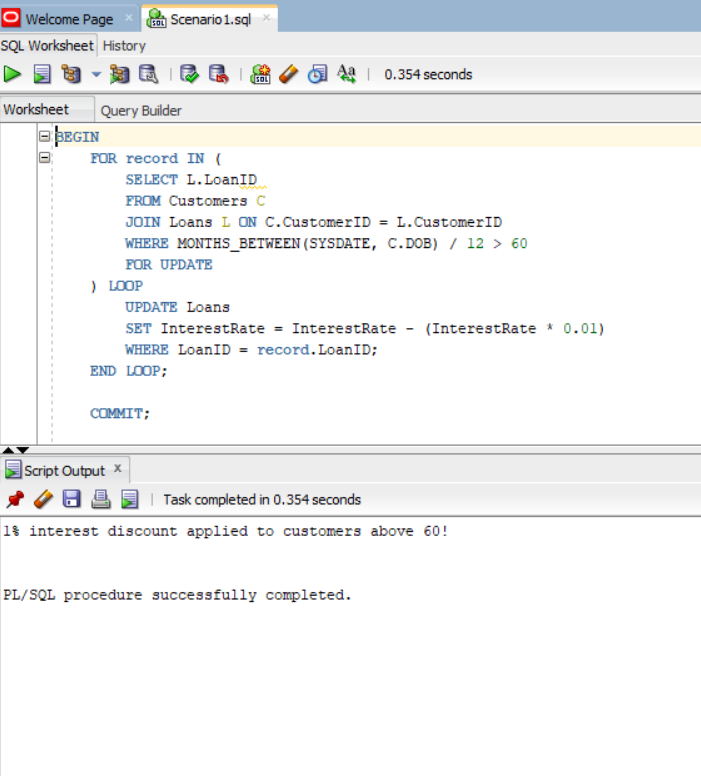 Welcome Page × Scenario1.sql ×
SQL Worksheet History
0.354 seconds
Worksheet Query Builder
BEGIN
FOR record IN (
SELECT L.LoanID
FROM Customers C
JOIN Loans L ON C.CustomerID = L.CustomerID
WHERE MONTHS_BETWEEN(SYSDATE, C.DOB) / 12 > 60
FOR UPDATE
) LOOP
UPDATE Loans
SET InterestRate = InterestRate - (InterestRate * 0.01)
WHERE LoanID = record.LoanID;
END LOOP;
COMMIT;
Script Output x
Task completed in 0.354 seconds
1% interest discount applied to customers above 60!
PL/SQL procedure successfully completed.